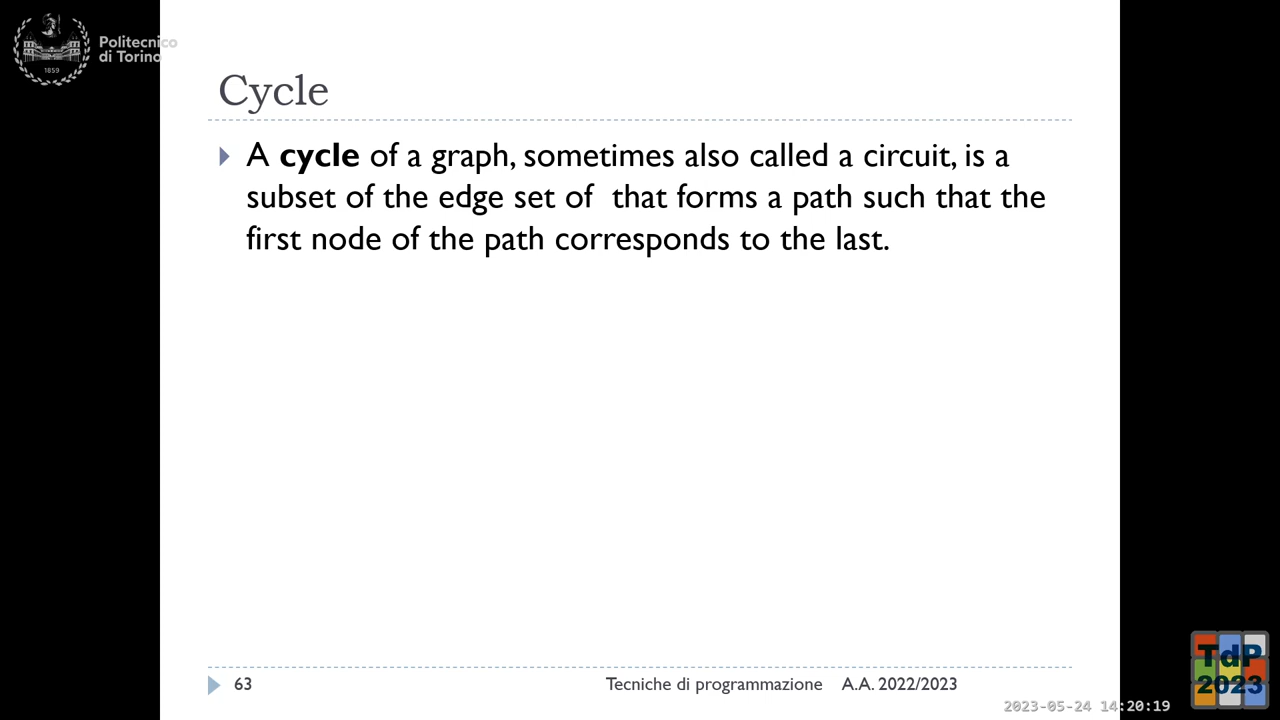 Politecnico
di Torino
1859
Cycle
A cycle of a graph, sometimes also called a circuit, is a
subset of the edge set of  that forms a path such that the
first node of the path corresponds to the last.
63
Tecniche di programmazione
A.A. 2022/2023
2023-05-24 14:20:19
TdP
2023